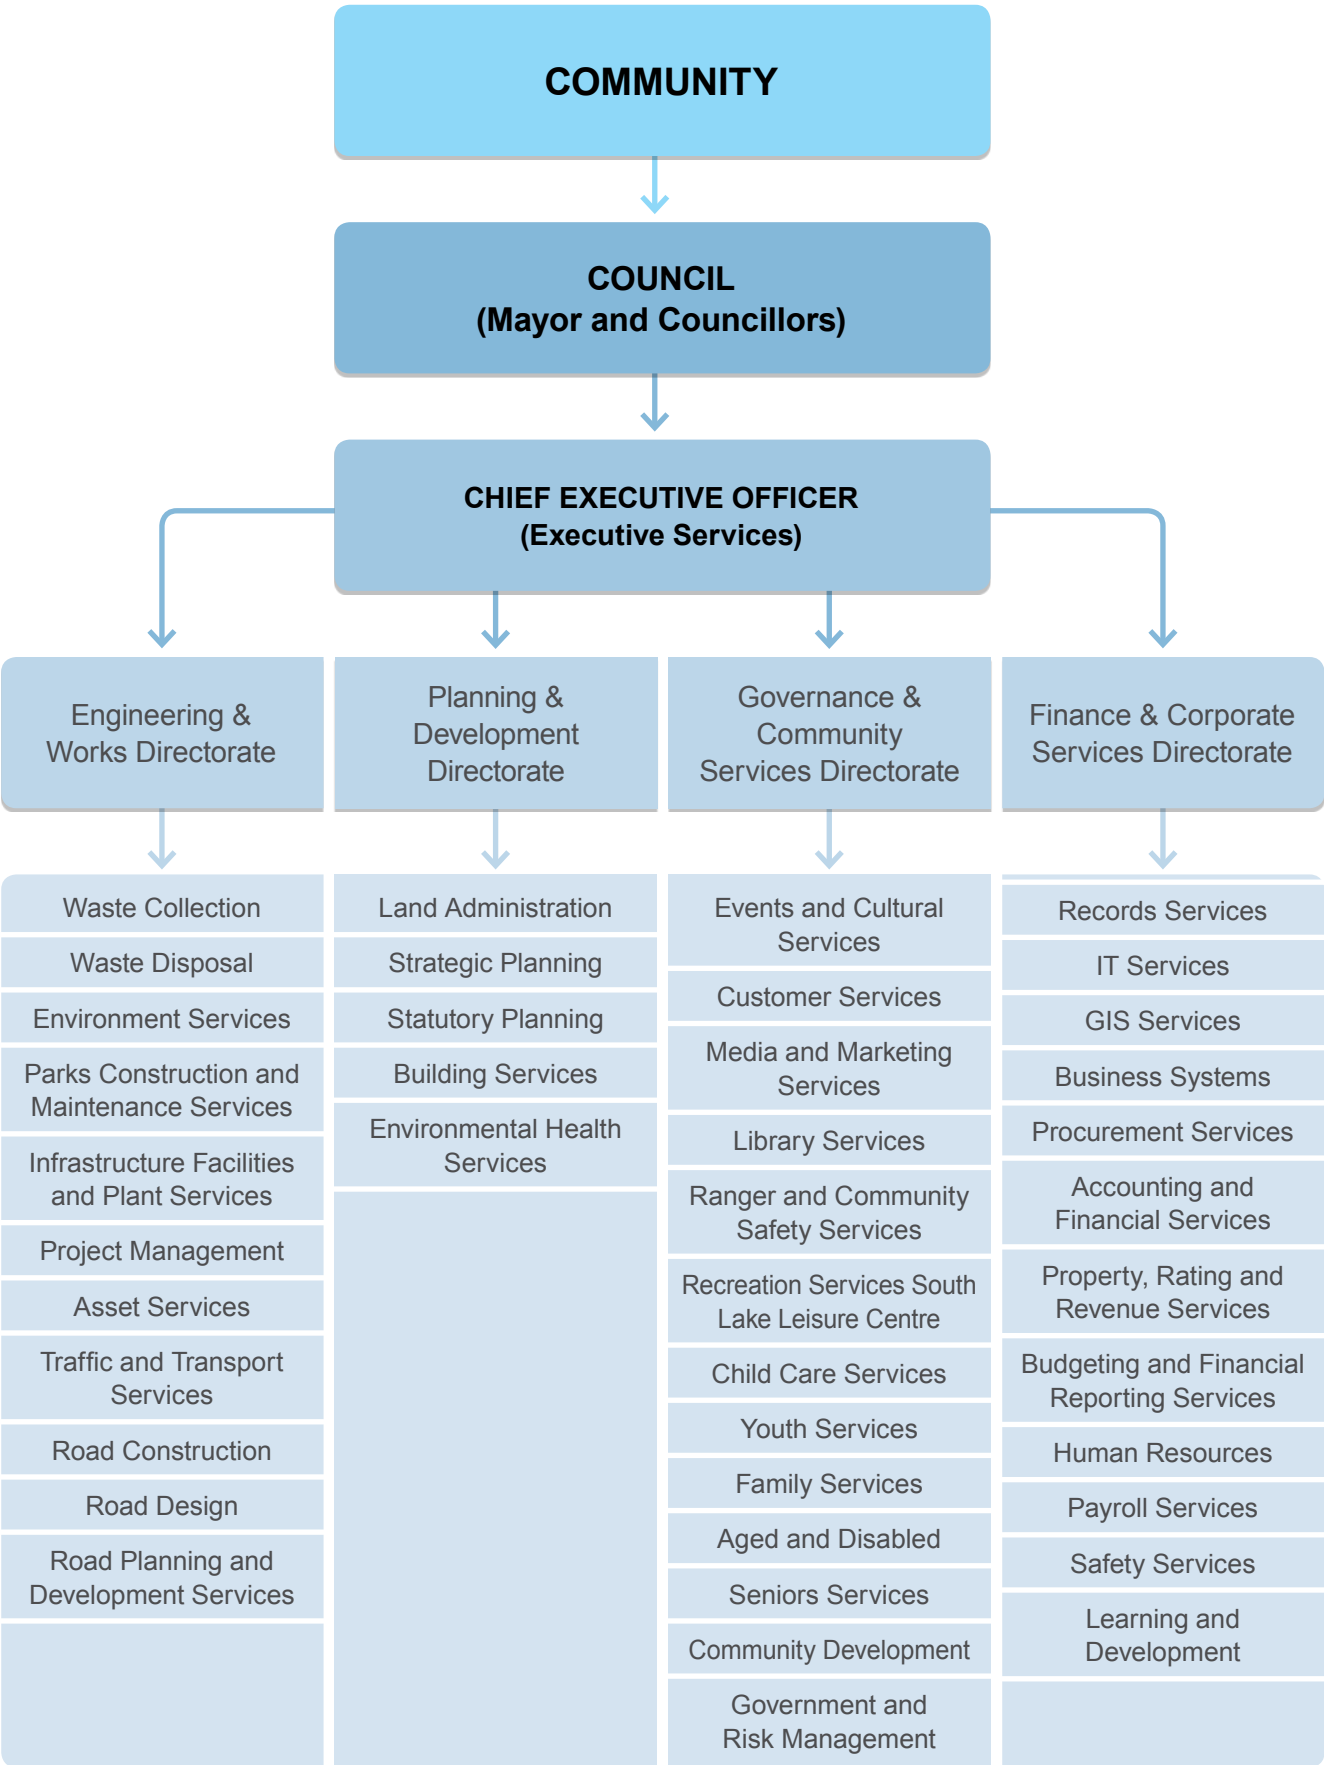 COMMUNITY
COUNCIL
(Mayor and Councillors)
CHIEF EXECUTIVE OFFICER
(Executive Services)
Engineering &
Works Directorate
Planning &
Development
Directorate
Governance &
Community
Services Directorate
Finance & Corporate
Services Directorate
Waste Collection
Waste Disposal
Environment Services
Parks Construction and
Maintenance Services
Infrastructure Facilities
and Plant Services
Project Management
Asset Services
Traffic and Transport
Services
Road Construction
Road Design
Road Planning and
Development Services
Land Administration
Strategic Planning
Statutory Planning
Building Services
Environmental Health
Services
Events and Cultural
Services
Customer Services
Media and Marketing
Services
Library Services
Ranger and Community
Safety Services
Recreation Services South
Lake Leisure Centre
Child Care Services
Youth Services
Family Services
Aged and Disabled
Seniors Services
Community Development
Government and
Risk Management
Records Services
IT Services
GIS Services
Business Systems
Procurement Services
Accounting and
Financial Services
Property, Rating and
Revenue Services
Budgeting and Financial
Reporting Services
Human Resources
Payroll Services
Safety Services
Learning and
Development